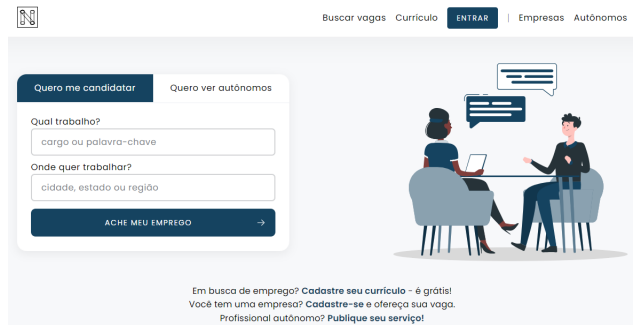 N
Buscar vagas Currículo ENTRAR | Empresas Autônomos
Quero me candidatar Quero ver autônomos
Qual trabalho?
cargo ou palavra-chave
Onde quer trabalhar?
cidade, estado ou região
ACHE MEU EMPREGO →
Em busca de emprego? Cadastre seu currículo - é grátis!
Você tem uma empresa? Cadastre-se e ofereça sua vaga.
Profissional autônomo? Publique seu serviço!